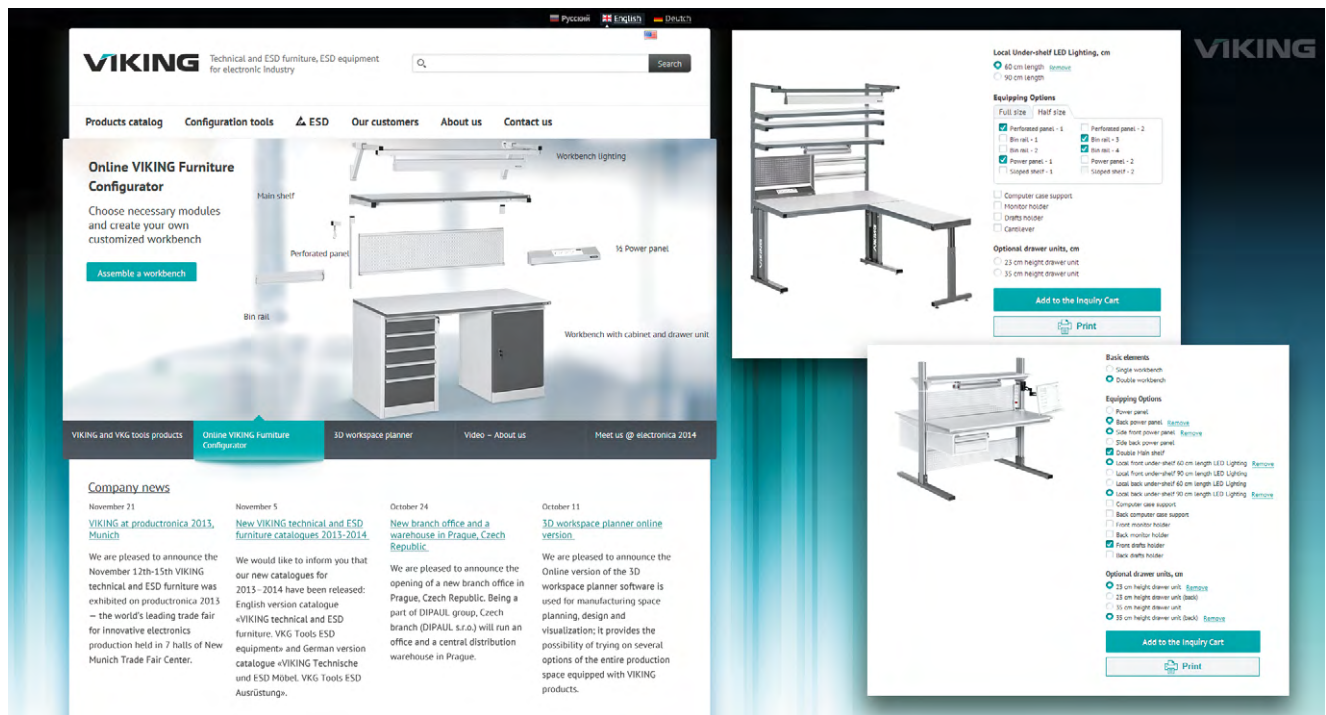 Русский English Deutch
VIKING
Technical and ESD furniture, ESD equipment
for electronic industry
Search
Products catalog Configuration tools ESD Our customers About us Contact us
Online VIKING Furniture
Configurator
Choose necessary modules
and create your own
customized workbench
Assemble a workbench
Workbench lighting
Main shelf
Perforated panel
½ Power panel
Bin rail
Workbench with cabinet and drawer unit
VIKING and VKG tools products
Online VIKING Furniture
Configurator
3D workspace planner
Video – About us
Meet us @ electronica 2014
Company news
November 21
VIKING at productronica 2013,
Munich
We are pleased to announce the
November 12th-15th VIKING
technical and ESD furniture was
exhibited on productronica 2013
— the world's leading trade fair
for innovative electronics
production held in 7 halls of New
Munich Trade Fair Center.
November 5
New VIKING technical and ESD
furniture catalogues 2013-2014
We would like to inform you that
our new catalogues for
2013—2014 have been released:
English version catalogue
«VIKING technical and ESD
furniture. VKG Tools ESD
equipment» and German version
catalogue «VIKING Technische
und ESD Möbel. VKG Tools ESD
Ausrüstung».
October 24
New branch office and a
warehouse in Prague, Czech
Republic
We are pleased to announce the
opening of a new branch office in
Prague, Czech Republic. Being a
part of DIPAUL group, Czech
branch (DIPAUL s.r.o.) will run an
office and a central distribution
warehouse in Prague.
October 11
3D workspace planner online
version
We are pleased to announce the
Online version of the 3D
workspace planner software is
used for manufacturing space
planning, design and
visualization; it provides the
possibility of trying on several
options of the entire production
space equipped with VIKING
products.
VIKING
Local Under-shelf LED Lighting, cm
60 cm length Remove
90 cm length
Equipping Options
Full size Half size
Perforated panel - 1 Perforated panel - 2
Bin rail - 1 Bin rail - 3
Bin rail - 2 Bin rail - 4
Power panel - 1 Power panel - 2
Sloped shelf - 1 Sloped shelf - 2
Computer case support
Monitor holder
Drafts holder
Cantilever
Optional drawer units, cm
23 cm height drawer unit
35 cm height drawer unit
Add to the Inquiry Cart
Print
Basic elements
Single workbench
Double workbench
Equipping Options
Power panel
Back power panel Remove
Side front power panel Remove
Side back power panel
Double Main shelf
Local front under-shelf 60 cm length LED Lighting Remove
Local front under-shelf 90 cm length LED Lighting
Local back under-shelf 60 cm length LED Lighting
Local back under-shelf 90 cm length LED Lighting Remove
Computer case support
Back computer case support
Front monitor holder
Back monitor holder
Front drafts holder
Back drafts holder
Optional drawer units, cm
23 cm height drawer unit Remove
23 cm height drawer unit (back)
35 cm height drawer unit
35 cm height drawer unit (back) Remove
Add to the Inquiry Cart
Print